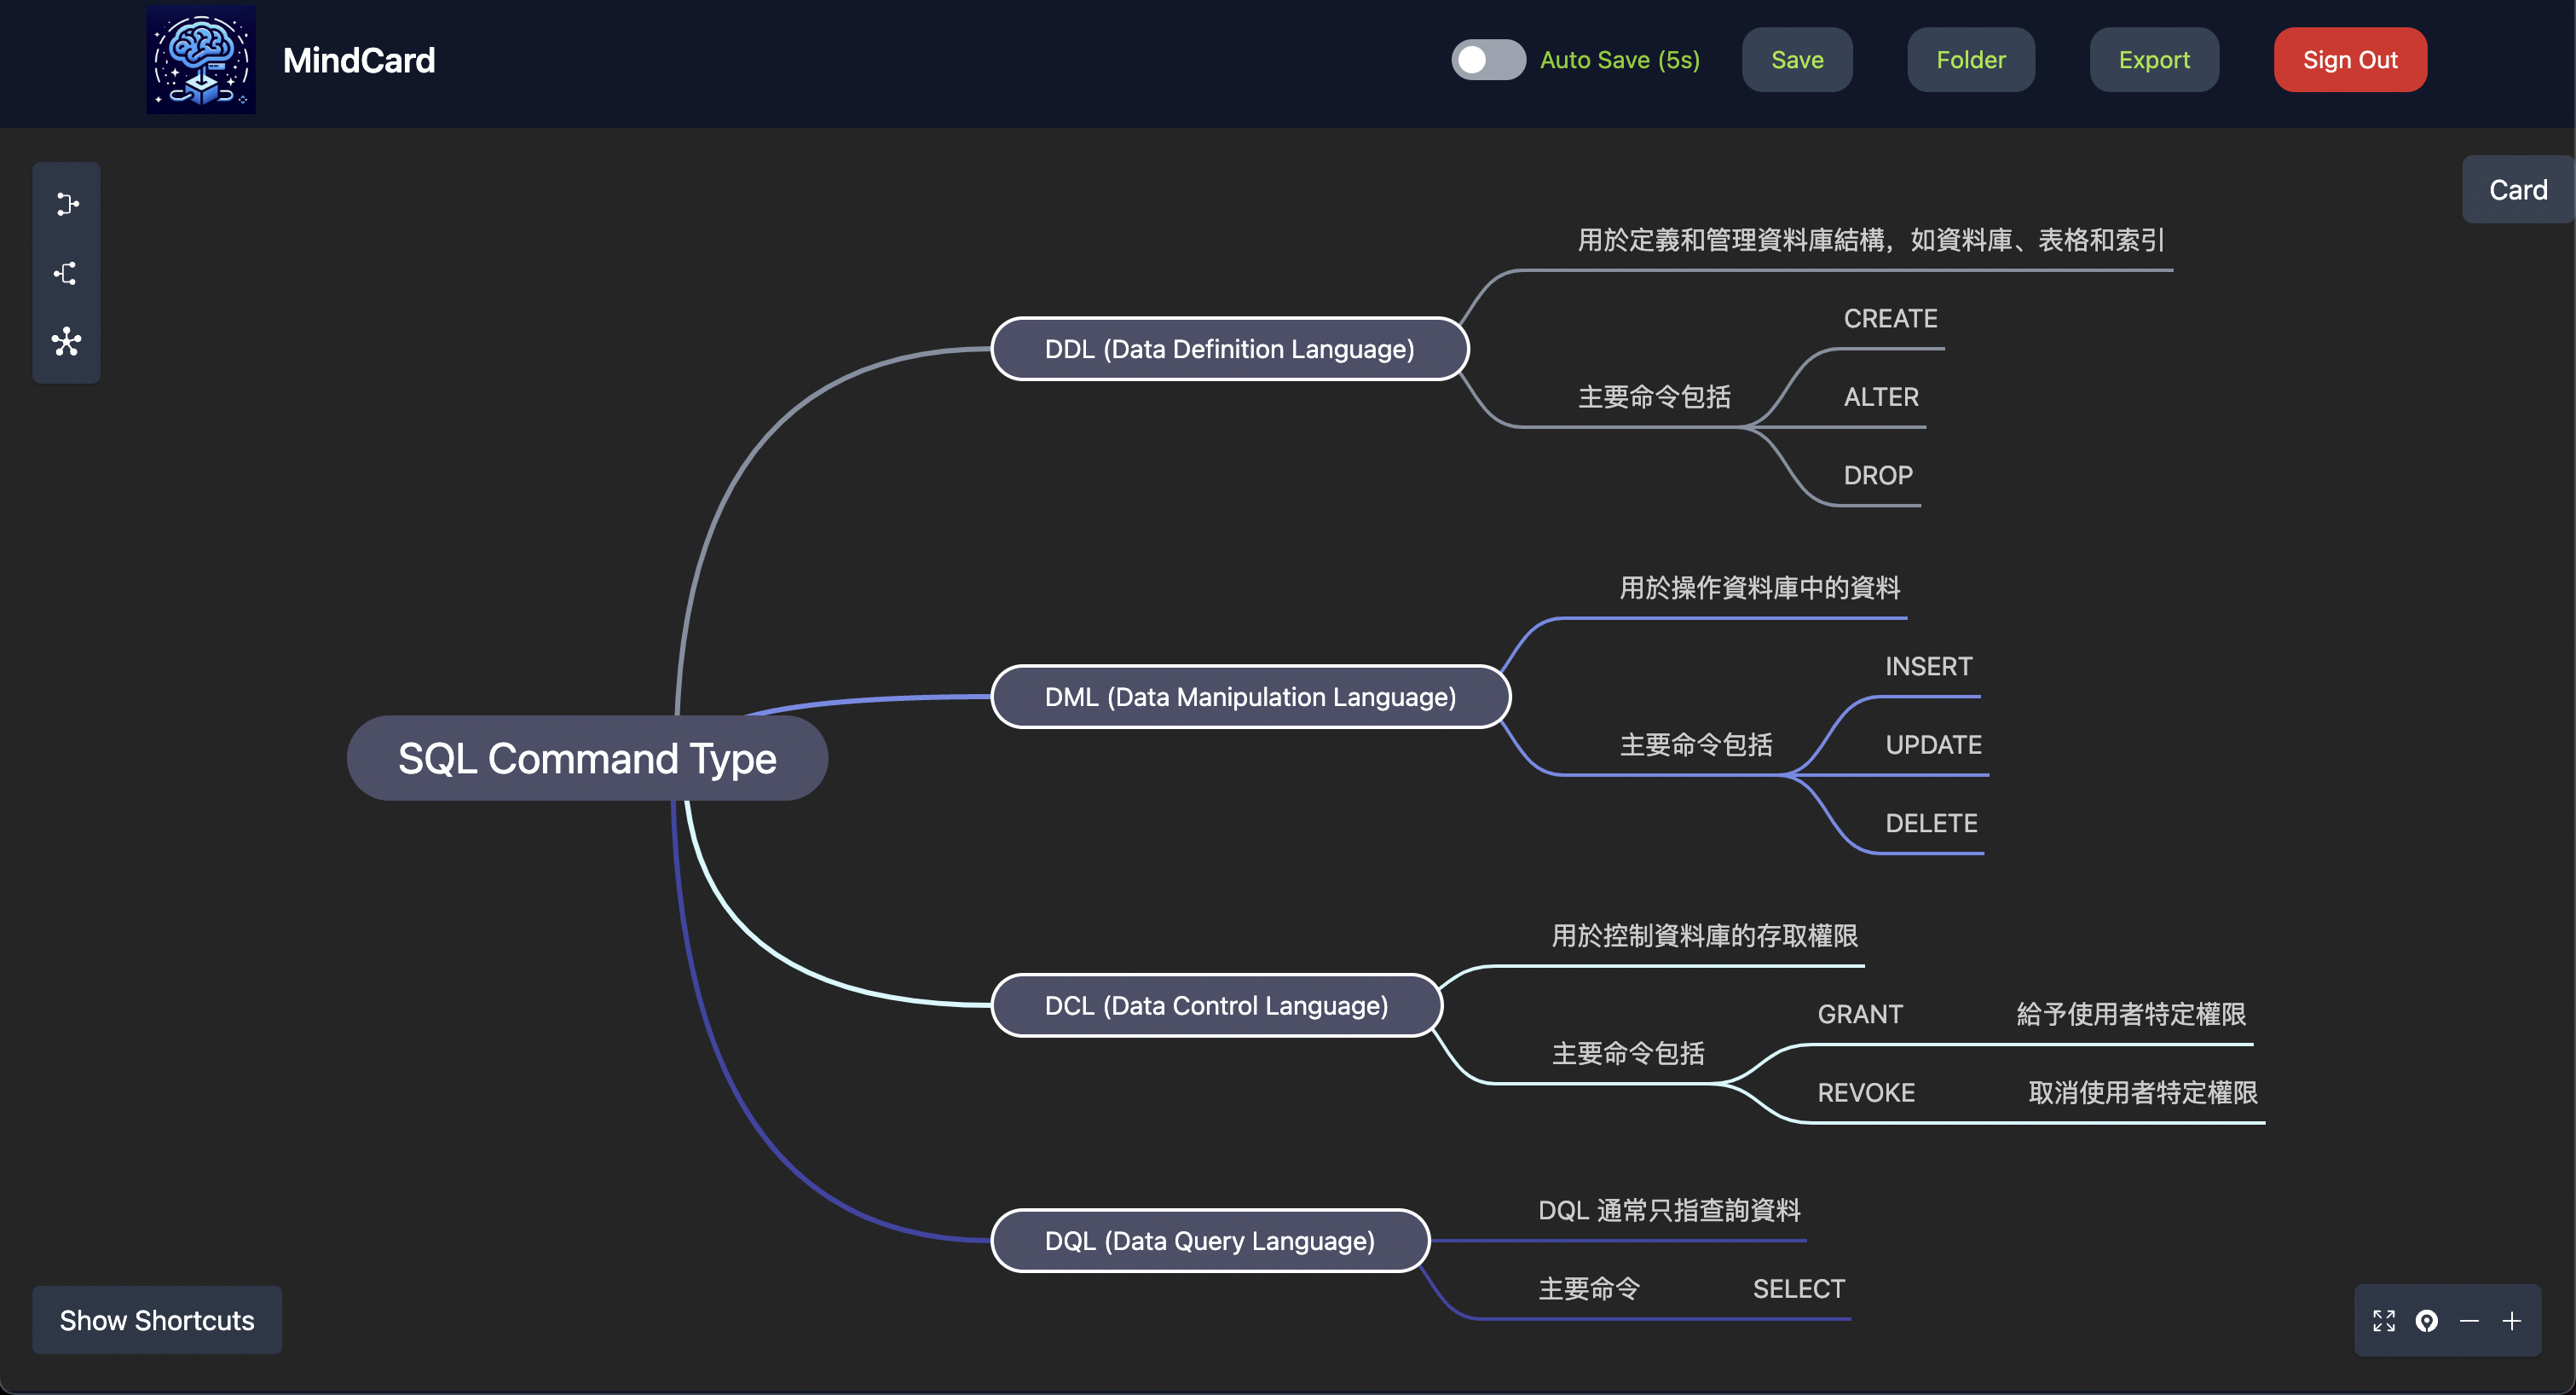 MindCard
Auto Save (5s)
Save
Folder
Export
Sign Out
Card
SQL Command Type
DDL (Data Definition Language)
用於定義和管理資料庫結構，如資料庫、表格和索引
主要命令包括
CREATE
ALTER
DROP
DML (Data Manipulation Language)
用於操作資料庫中的資料
主要命令包括
INSERT
UPDATE
DELETE
DCL (Data Control Language)
用於控制資料庫的存取權限
主要命令包括
GRANT 給予使用者特定權限
REVOKE 取消使用者特定權限
DQL (Data Query Language)
DQL 通常只指查詢資料
主要命令 SELECT
Show Shortcuts